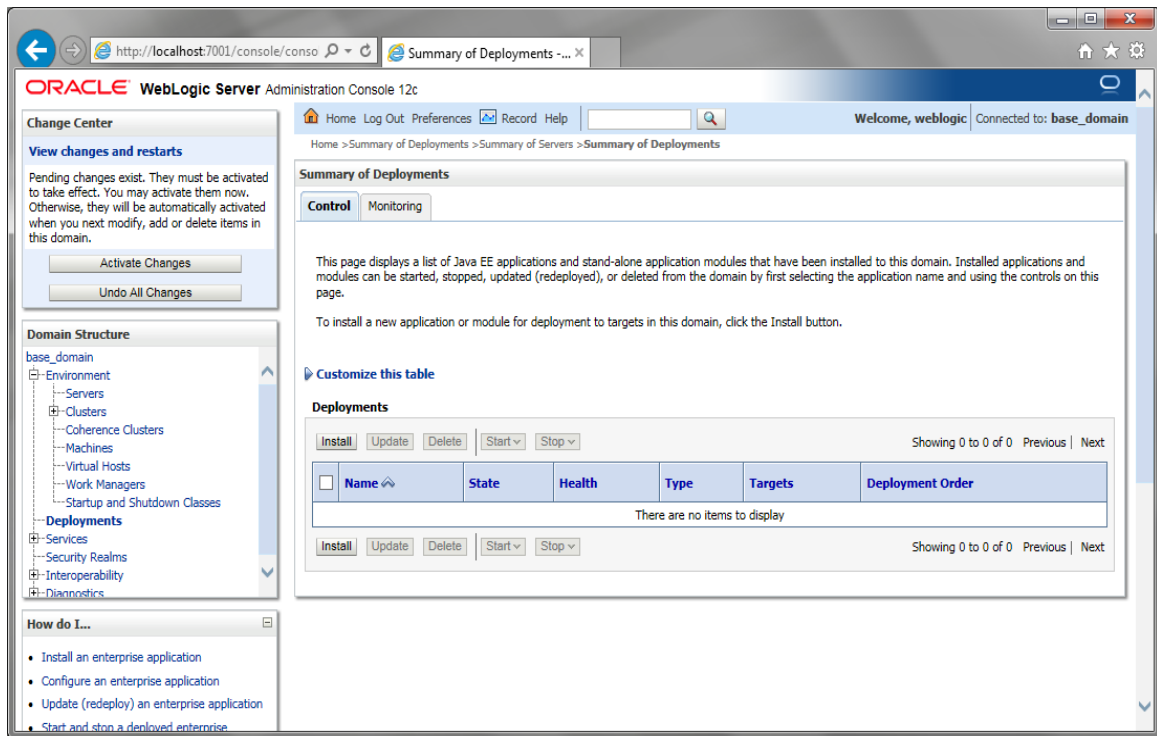 http://localhost:7001/console/conso
Summary of Deployments -...
ORACLE WebLogic Server Administration Console 12c
Change Center
View changes and restarts
Pending changes exist. They must be activated
to take effect. You may activate them now.
Otherwise, they will be automatically activated
when you next modify, add or delete items in
this domain.
Activate Changes
Undo All Changes
Domain Structure
base_domain
Environment
Servers
Clusters
Coherence Clusters
Machines
Virtual Hosts
Work Managers
Startup and Shutdown Classes
Deployments
Services
Security Realms
Interoperability
Diagnostics
How do I...
Install an enterprise application
Configure an enterprise application
Update (redeploy) an enterprise application
Start and stop a deployed enterprise
Home Log Out Preferences Record Help
Welcome, weblogic Connected to: base_domain
Home >Summary of Deployments >Summary of Servers >Summary of Deployments
Summary of Deployments
Control Monitoring
This page displays a list of Java EE applications and stand-alone application modules that have been installed to this domain. Installed applications and
modules can be started, stopped, updated (redeployed), or deleted from the domain by first selecting the application name and using the controls on this
page.
To install a new application or module for deployment to targets in this domain, click the Install button.
Customize this table
Deployments
Install Update Delete Start Stop Showing 0 to 0 of 0 Previous | Next
Name State Health Type Targets Deployment Order
There are no items to display
Install Update Delete Start Stop Showing 0 to 0 of 0 Previous | Next